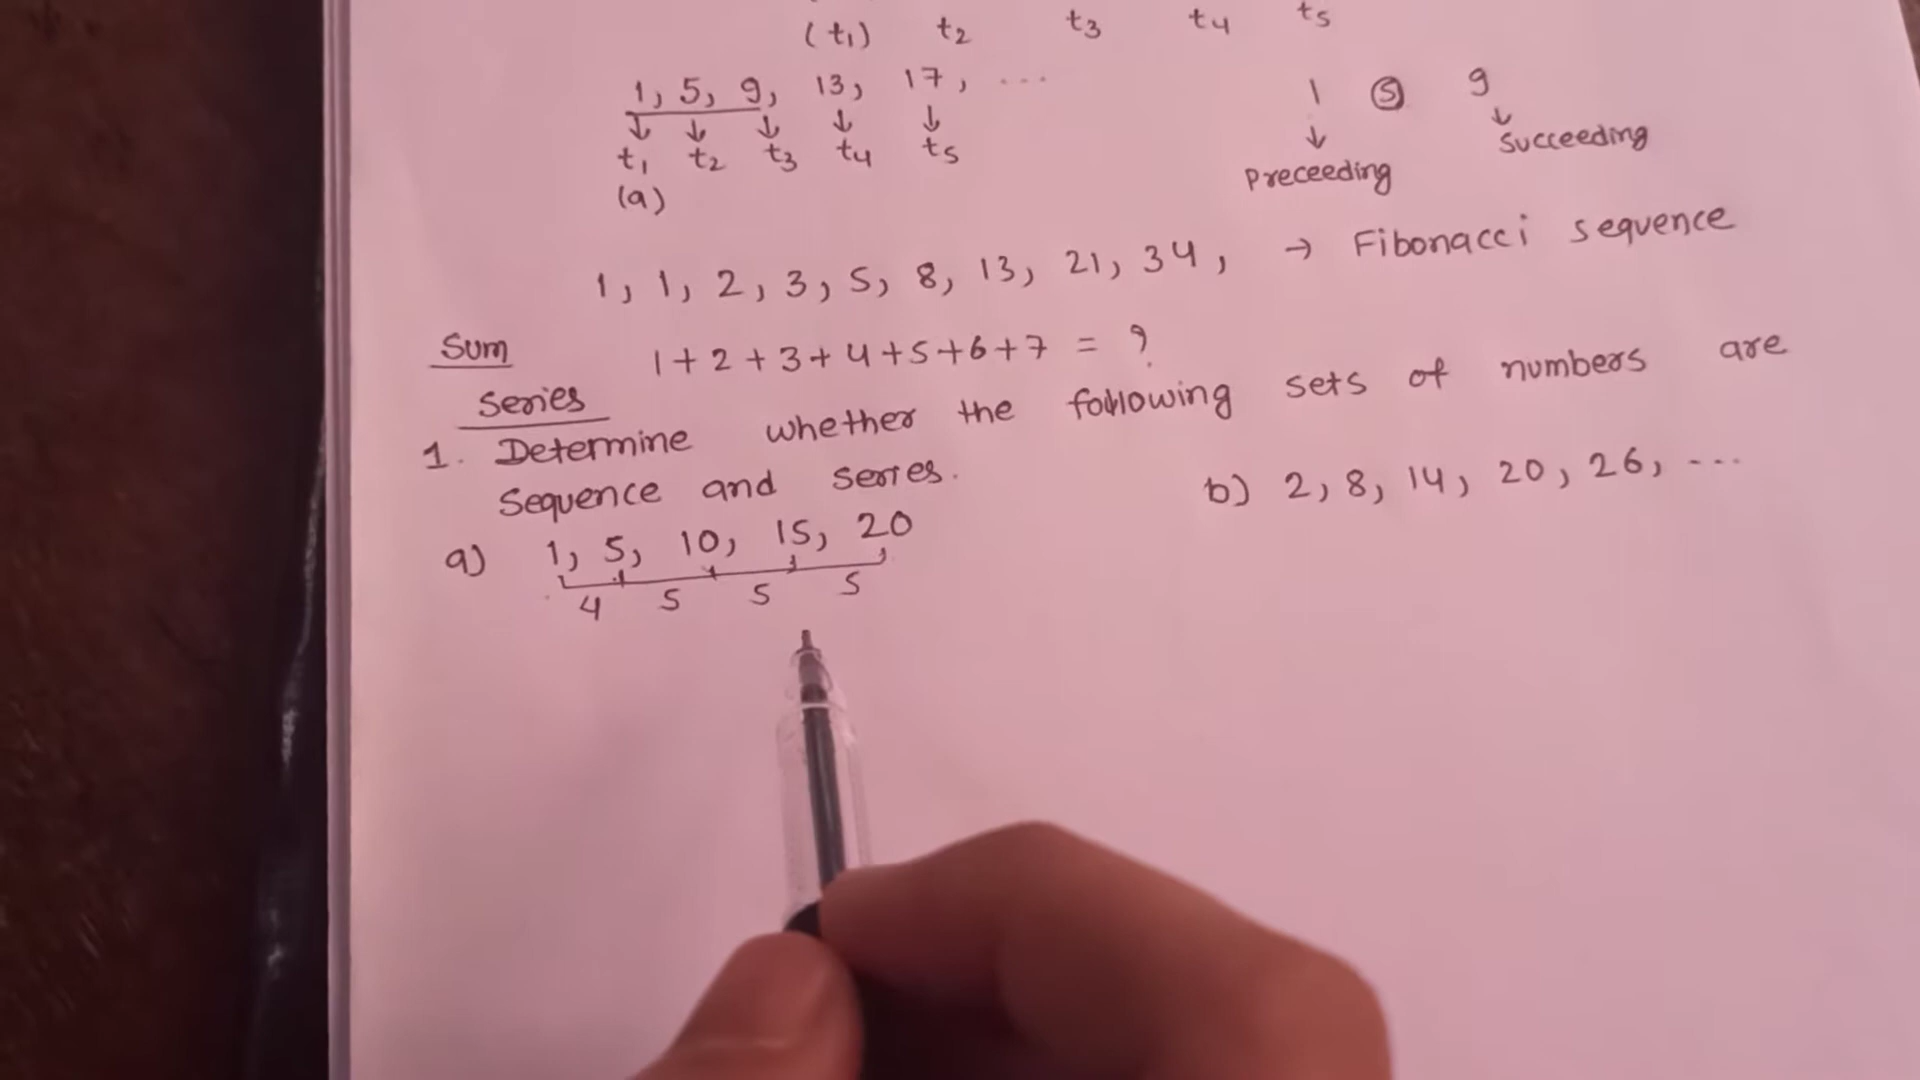 (t1) t2 t3 t4 t5
1, 5, 9, 13, 17, ...
↓ ↓ ↓ ↓ ↓
t1 t2 t3 t4 t5
(a)
1 5 9
↓ ↓
Preceeding Succeeding
1, 1, 2, 3, 5, 8, 13, 21, 34, → Fibonacci sequence
Sum 1+2+3+4+5+6+7 = ?
Series
1. Determine whether the following sets of numbers are
Sequence and series.
a) 1, 5, 10, 15, 20
4 5 5 5
b) 2, 8, 14, 20, 26, ...